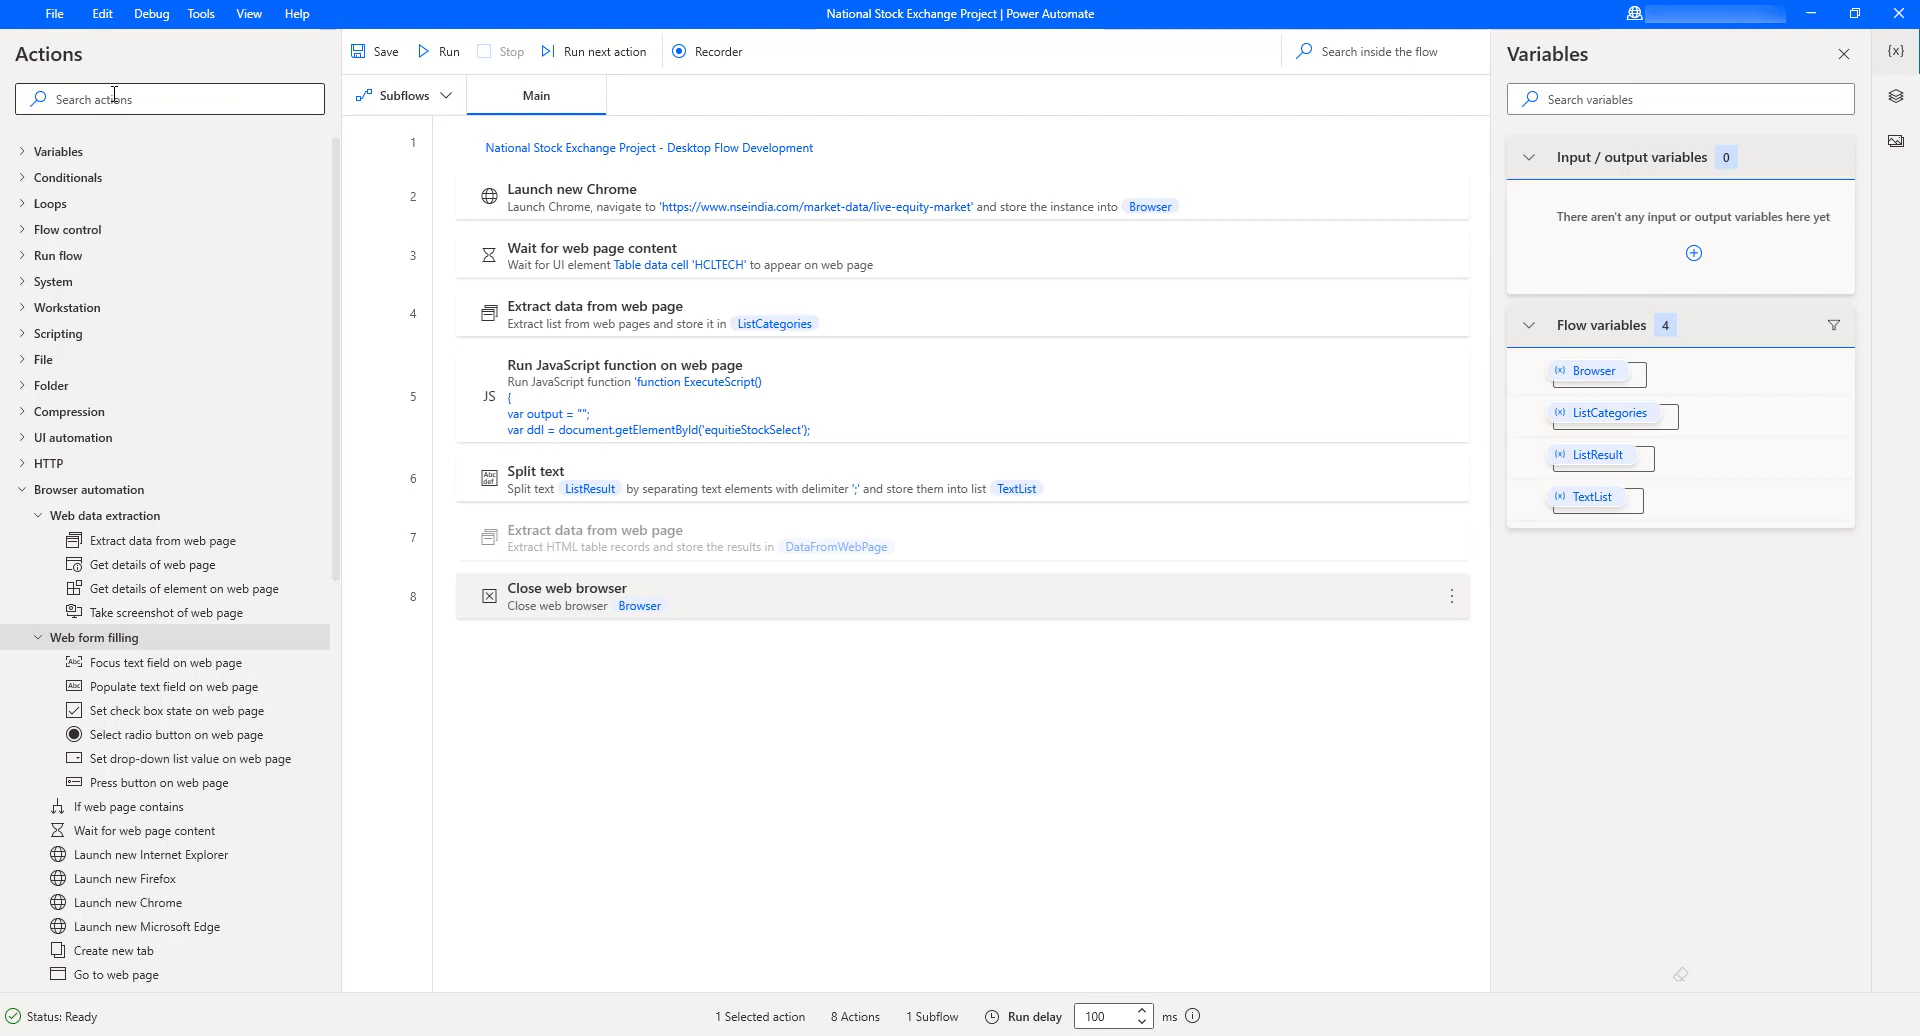 File Edit Debug Tools View Help
National Stock Exchange Project | Power Automate
Actions
Search actions
Variables
Conditionals
Loops
Flow control
Run flow
System
Workstation
Scripting
File
Folder
Compression
UI automation
HTTP
Browser automation
Web data extraction
Extract data from web page
Get details of web page
Get details of element on web page
Take screenshot of web page
Web form filling
Focus text field on web page
Populate text field on web page
Set check box state on web page
Select radio button on web page
Set drop-down list value on web page
Press button on web page
If web page contains
Wait for web page content
Launch new Internet Explorer
Launch new Firefox
Launch new Chrome
Launch new Microsoft Edge
Create new tab
Go to web page
Save Run Stop Run next action Recorder
Search inside the flow
Subflows Main
1 National Stock Exchange Project - Desktop Flow Development
2 Launch new Chrome
Launch Chrome, navigate to 'https://www.nseindia.com/market-data/live-equity-market' and store the instance into Browser
3 Wait for web page content
Wait for UI element Table data cell 'HCLTECH' to appear on web page
4 Extract data from web page
Extract list from web pages and store it in ListCategories
5 Run JavaScript function on web page
JS
Run JavaScript function 'function ExecuteScript()
{
var output = "";
var ddl = document.getElementById('equitieStockSelect');
6 Split text
Abc def
Split text ListResult by separating text elements with delimiter ';' and store them into list TextList
7 Extract data from web page
Extract HTML table records and store the results in DataFromWebPage
8 Close web browser
Close web browser Browser
Variables
{x}
Search variables
Input / output variables 0
There aren't any input or output variables here yet
Flow variables 4
(x) Browser
(x) ListCategories
(x) ListResult
(x) TextList
Status: Ready
1 Selected action 8 Actions 1 Subflow Run delay 100 ms